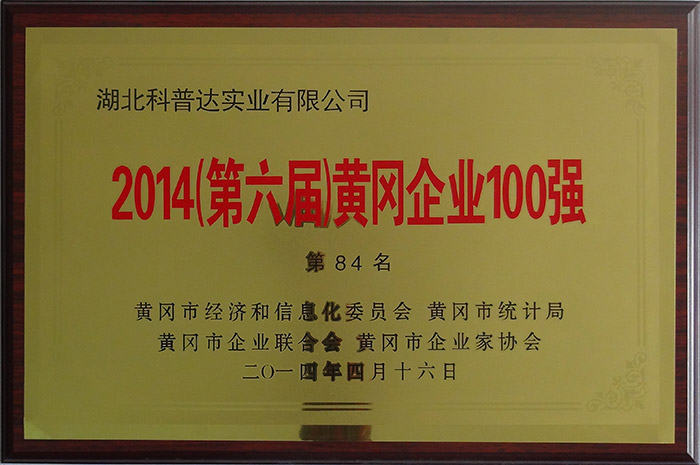 湖北科普达实业有限公司
2014(第六届)黄冈企业100强
第84名
黄冈市经济和信息化委员会 黄冈市统计局
黄冈市企业联合会 黄冈市企业家协会
二〇一四年四月十六日